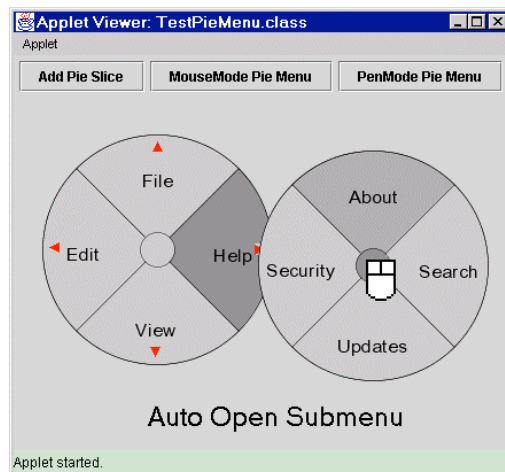 Applet Viewer: TestPieMenu.class
Applet
Add Pie Slice
MouseMode Pie Menu
PenMode Pie Menu
File
Edit
Help
View
About
Security
Search
Updates
Auto Open Submenu
Applet started.